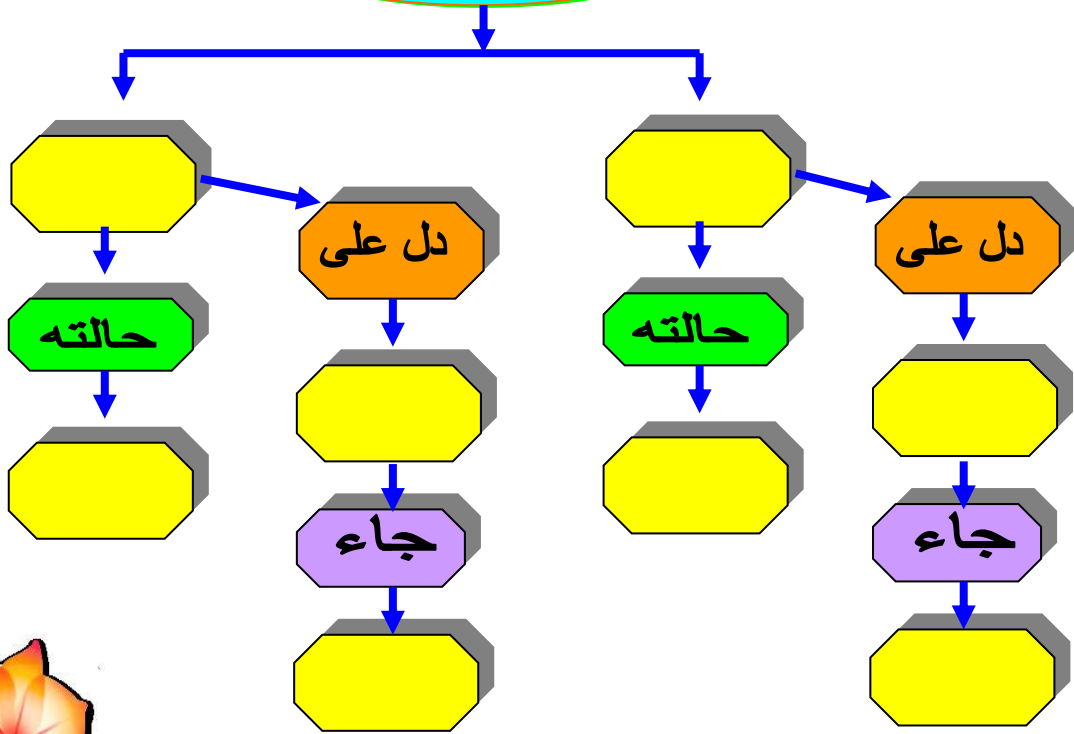 دل على
دل على
حالته
حالته
جاء
جاء